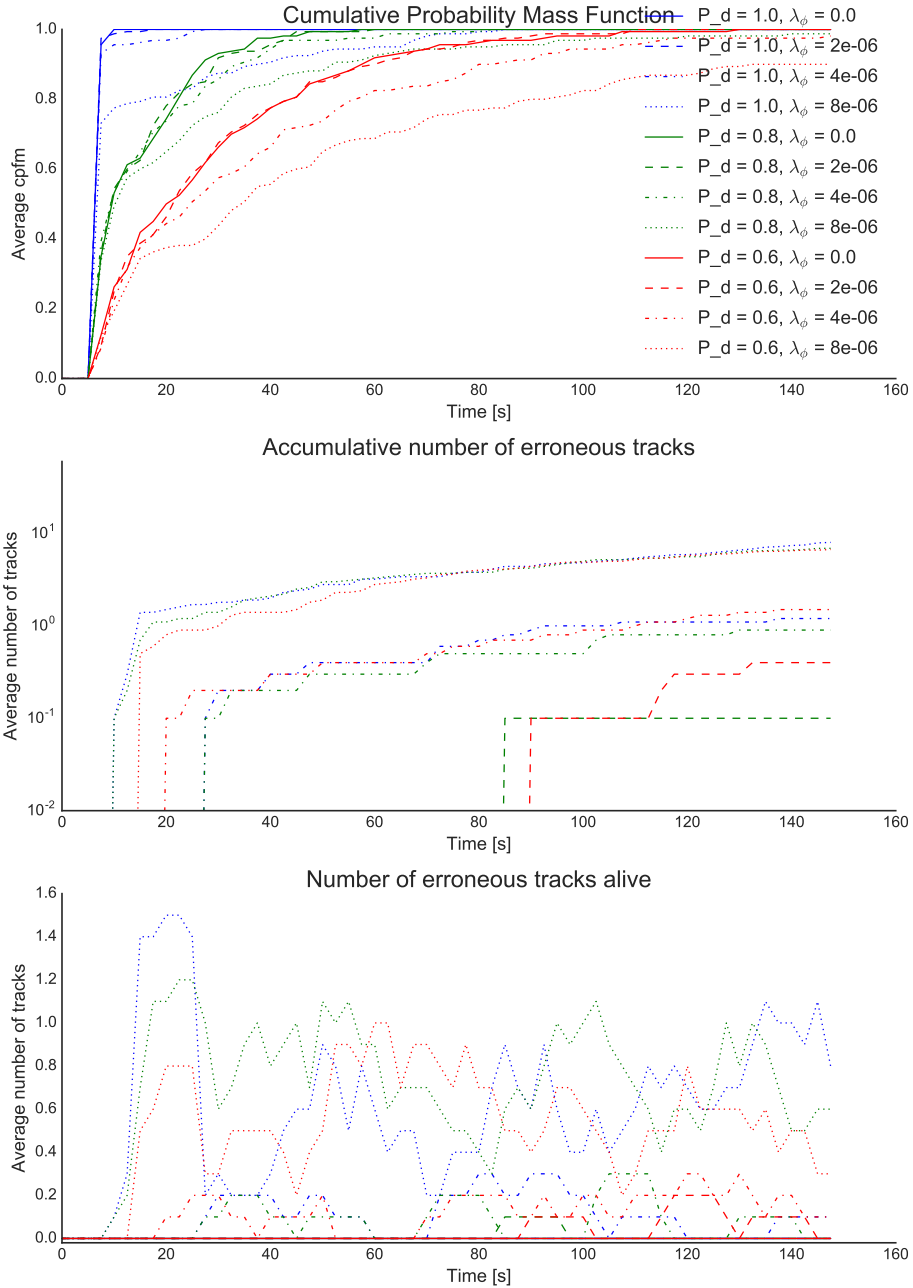 Cumulative Probability Mass Function
P_d = 1.0, λ_ϕ = 0.0
P_d = 1.0, λ_ϕ = 2e-06
P_d = 1.0, λ_ϕ = 4e-06
P_d = 1.0, λ_ϕ = 8e-06
P_d = 0.8, λ_ϕ = 0.0
P_d = 0.8, λ_ϕ = 2e-06
P_d = 0.8, λ_ϕ = 4e-06
P_d = 0.8, λ_ϕ = 8e-06
P_d = 0.6, λ_ϕ = 0.0
P_d = 0.6, λ_ϕ = 2e-06
P_d = 0.6, λ_ϕ = 4e-06
P_d = 0.6, λ_ϕ = 8e-06
Average cpfm
1.0
0.8
0.6
0.4
0.2
0.0
0 20 40 60 80 100 120 140 160
Time [s]
Accumulative number of erroneous tracks
Average number of tracks
10^1
10^0
10^-1
10^-2
0 20 40 60 80 100 120 140 160
Time [s]
Number of erroneous tracks alive
Average number of tracks
1.6
1.4
1.2
1.0
0.8
0.6
0.4
0.2
0.0
0 20 40 60 80 100 120 140 160
Time [s]